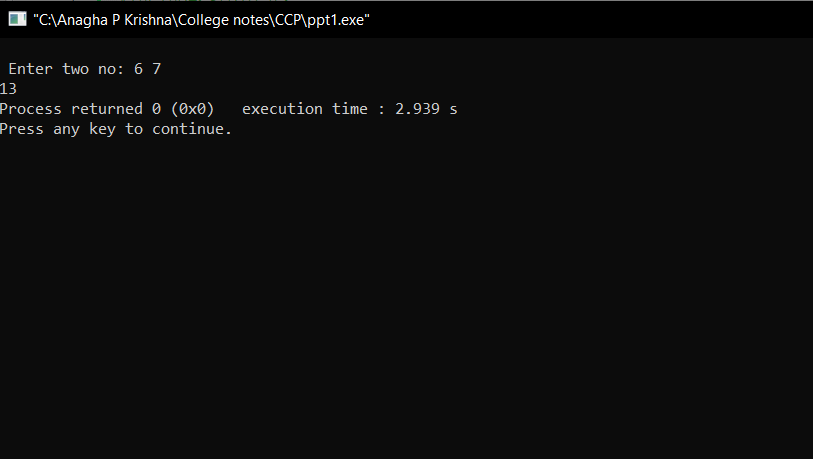 "C:\Anagha P Krishna\College notes\CCP\ppt1.exe"
Enter two no: 6 7
13
Process returned 0 (0x0)   execution time : 2.939 s
Press any key to continue.